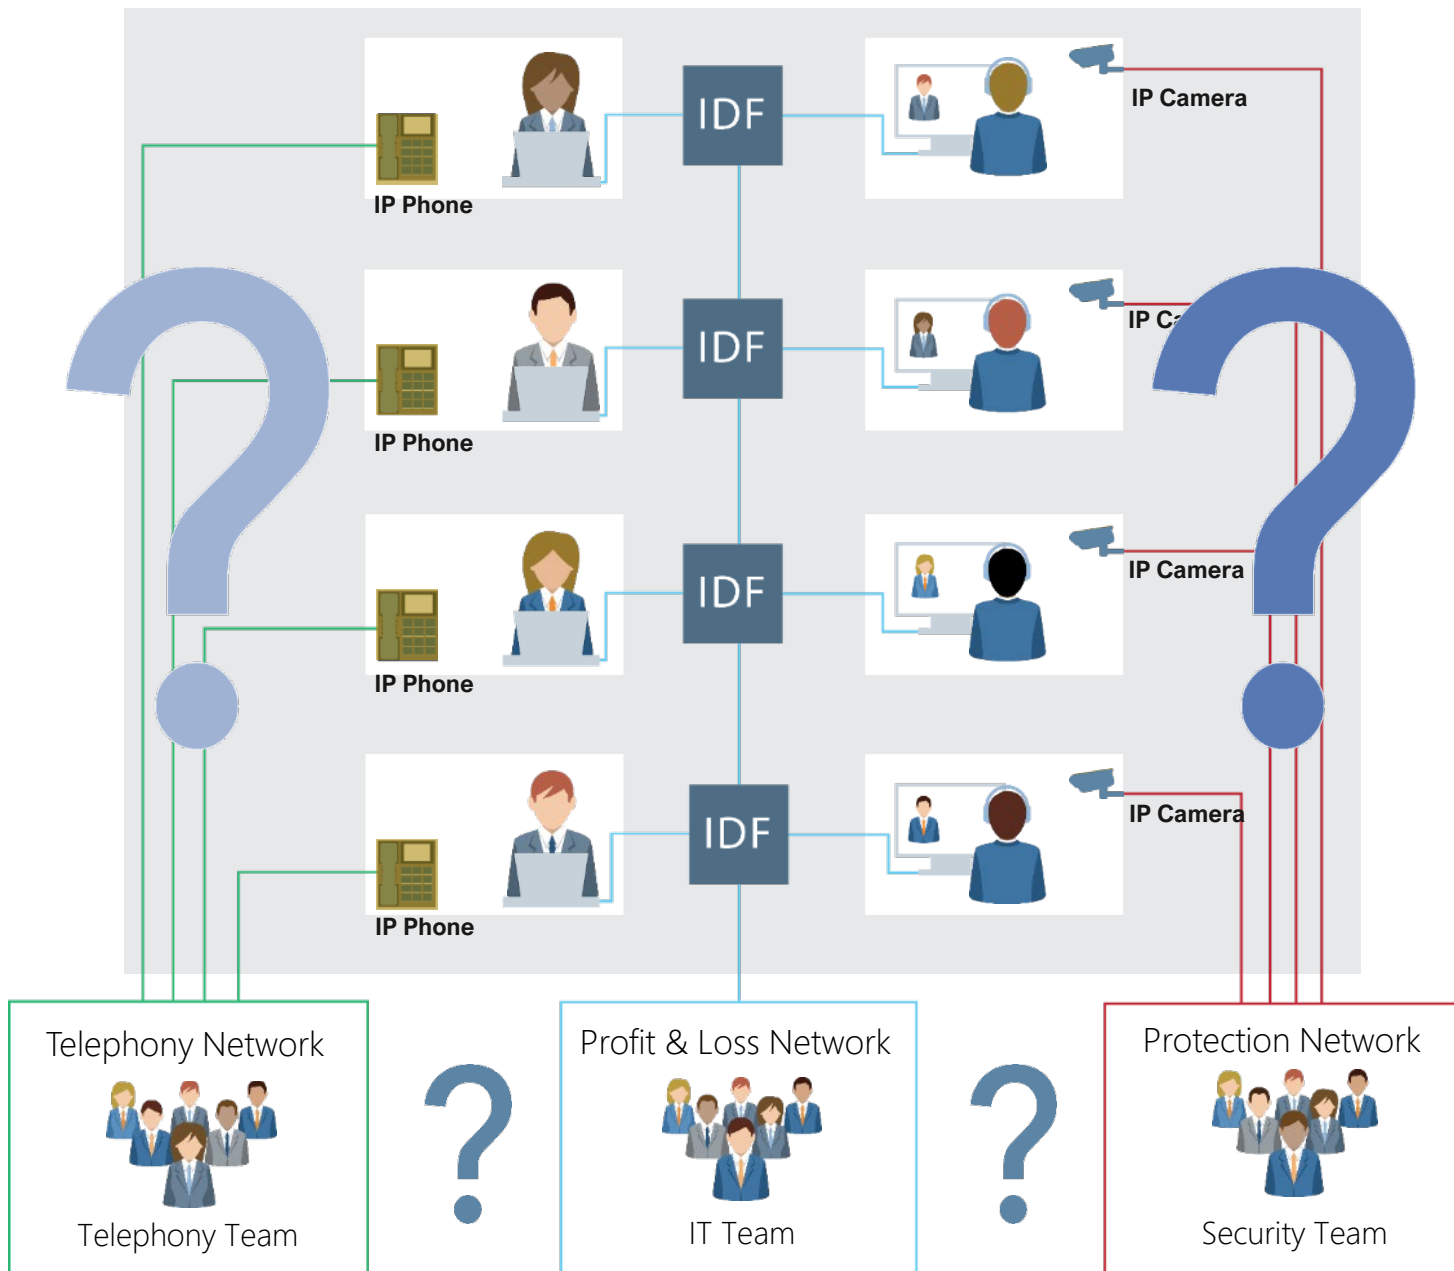 IDF
IP Camera
IP Phone
IDF
IP
IP Phone
IDF
IP Camera
IP Phone
IDF
IP Camera
IP Phone
Telephony Network
Profit & Loss Network
Protection Network
Telephony Team
IT Team
Security Team
?
?
?
?